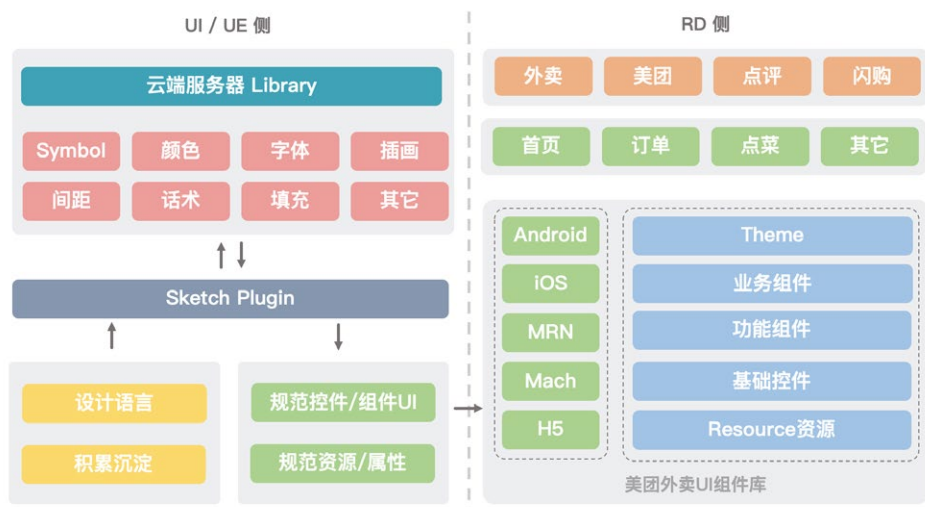 UI / UE 侧
云端服务器 Library
Symbol 颜色 字体 插画
间距 话术 填充 其它
Sketch Plugin
设计语言
积累沉淀
规范控件/组件UI
规范资源/属性
RD 侧
外卖 美团 点评 闪购
首页 订单 点菜 其它
Android
iOS
MRN
Mach
H5
Theme
业务组件
功能组件
基础控件
Resource资源
美团外卖UI组件库